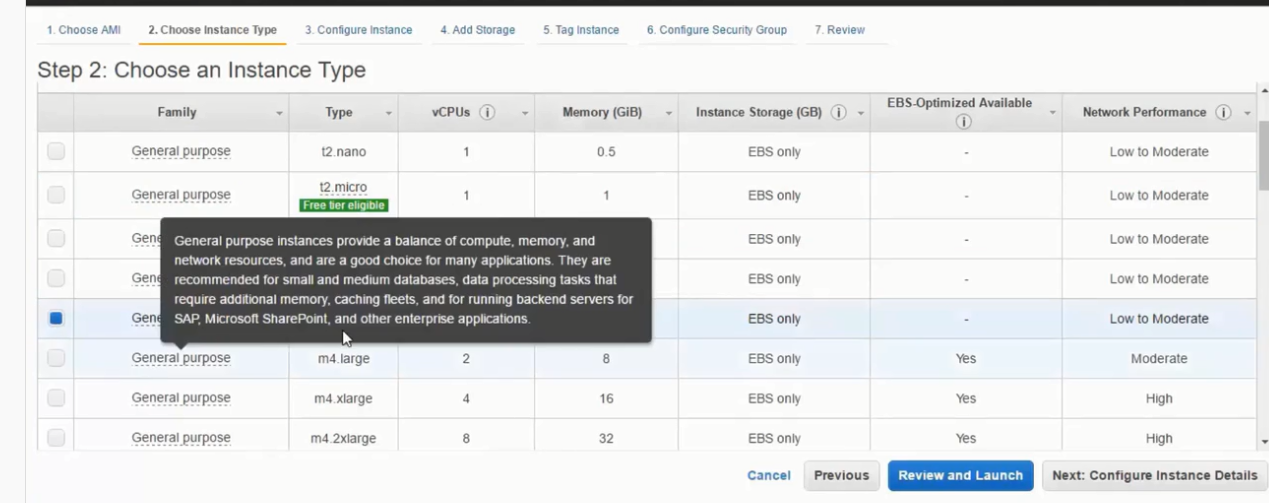 1. Choose AMI 2. Choose Instance Type 3. Configure Instance 4. Add Storage 5. Tag Instance 6. Configure Security Group 7. Review
Step 2: Choose an Instance Type
Family Type vCPUs i Memory (GiB) Instance Storage (GB) i EBS-Optimized Available i Network Performance i
General purpose t2.nano 1 0.5 EBS only - Low to Moderate
General purpose t2.micro 1 1 EBS only - Low to Moderate
Free tier eligible
Gene EBS only - Low to Moderate
Gene EBS only - Low to Moderate
Gene EBS only - Low to Moderate
General purpose instances provide a balance of compute, memory, and
network resources, and are a good choice for many applications. They are
recommended for small and medium databases, data processing tasks that
require additional memory, caching fleets, and for running backend servers for
SAP, Microsoft SharePoint, and other enterprise applications.
General purpose m4.large 2 8 EBS only Yes Moderate
General purpose m4.xlarge 4 16 EBS only Yes High
General purpose m4.2xlarge 8 32 EBS only Yes High
Cancel Previous Review and Launch Next: Configure Instance Details